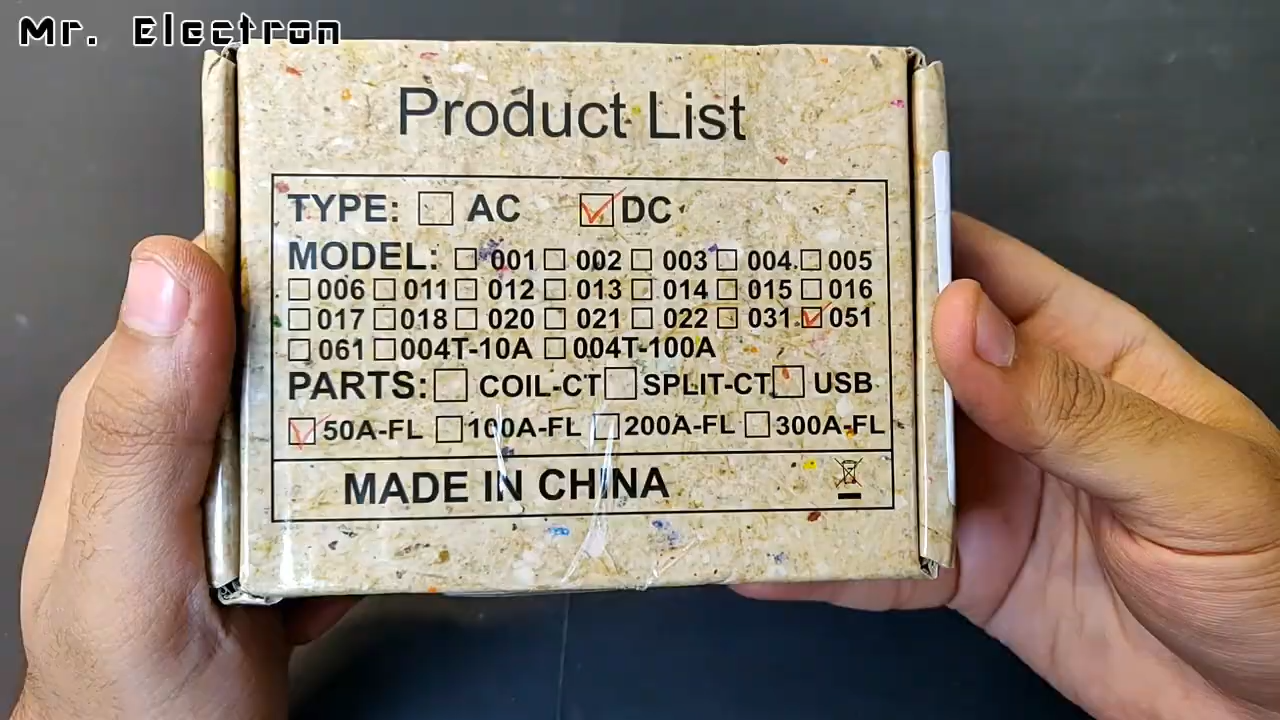 Mr. Electron
Product List
TYPE: ☐ AC ☑ DC
MODEL: ☐ 001 ☐ 002 ☐ 003 ☐ 004 ☐ 005
☐ 006 ☐ 011 ☐ 012 ☐ 013 ☐ 014 ☐ 015 ☐ 016
☐ 017 ☐ 018 ☐ 020 ☐ 021 ☐ 022 ☐ 031 ☑ 051
☐ 061 ☐ 004T-10A ☐ 004T-100A
PARTS: ☐ COIL-CT ☐ SPLIT-CT ☐ USB
☑ 50A-FL ☐ 100A-FL ☐ 200A-FL ☐ 300A-FL
MADE IN CHINA